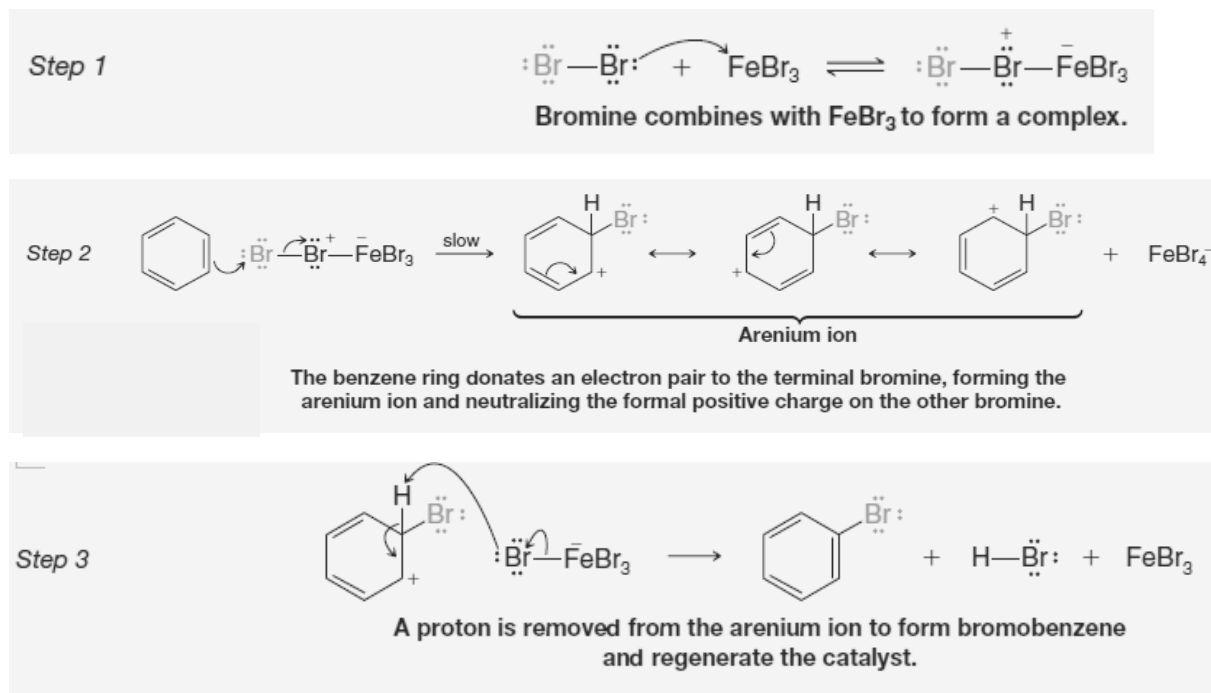 Step 1
:Br—Br: + FeBr3 ⇌ :Br—Br+—FeBr3−
Bromine combines with FeBr3 to form a complex.
Step 2
:Br—Br+—FeBr3− slow → H Br: + ↔ H Br: + ↔ + H Br: + FeBr4−
Arenium ion
The benzene ring donates an electron pair to the terminal bromine, forming the
arenium ion and neutralizing the formal positive charge on the other bromine.
Step 3
H Br: + :Br—FeBr3− → Br: + H—Br: + FeBr3
A proton is removed from the arenium ion to form bromobenzene
and regenerate the catalyst.